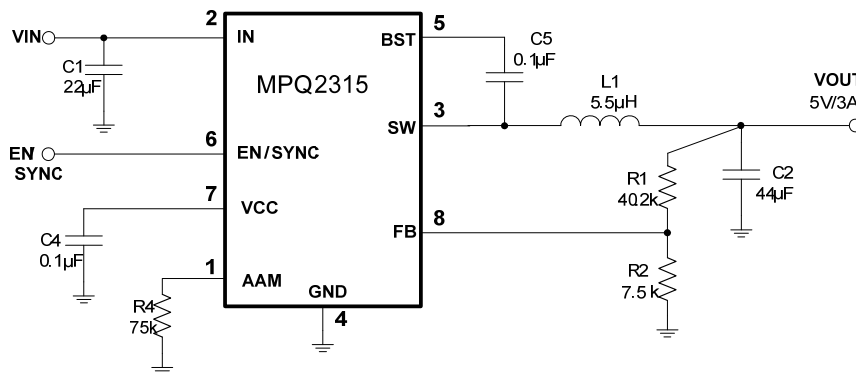 2
5
VIN
IN
BST
C5
0.1µF
C1
22µF
MPQ2315
L1
5.5µH
VOUT
5V/3A
3
SW
6
EN/
SYNC
EN/SYNC
7
VCC
C4
0.1µF
R1
40.2k
C2
44µF
8
FB
1
AAM
R2
7.5k
R4
75k
GND
4